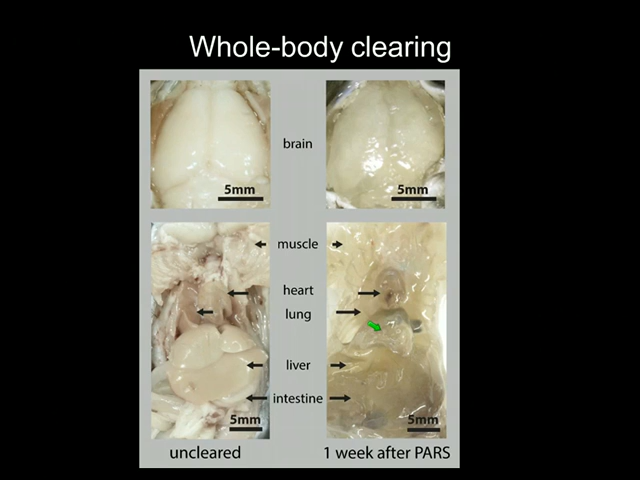 Whole-body clearing
brain
5mm
5mm
muscle
heart
lung
liver
intestine
5mm
5mm
uncleared
1 week after PARS